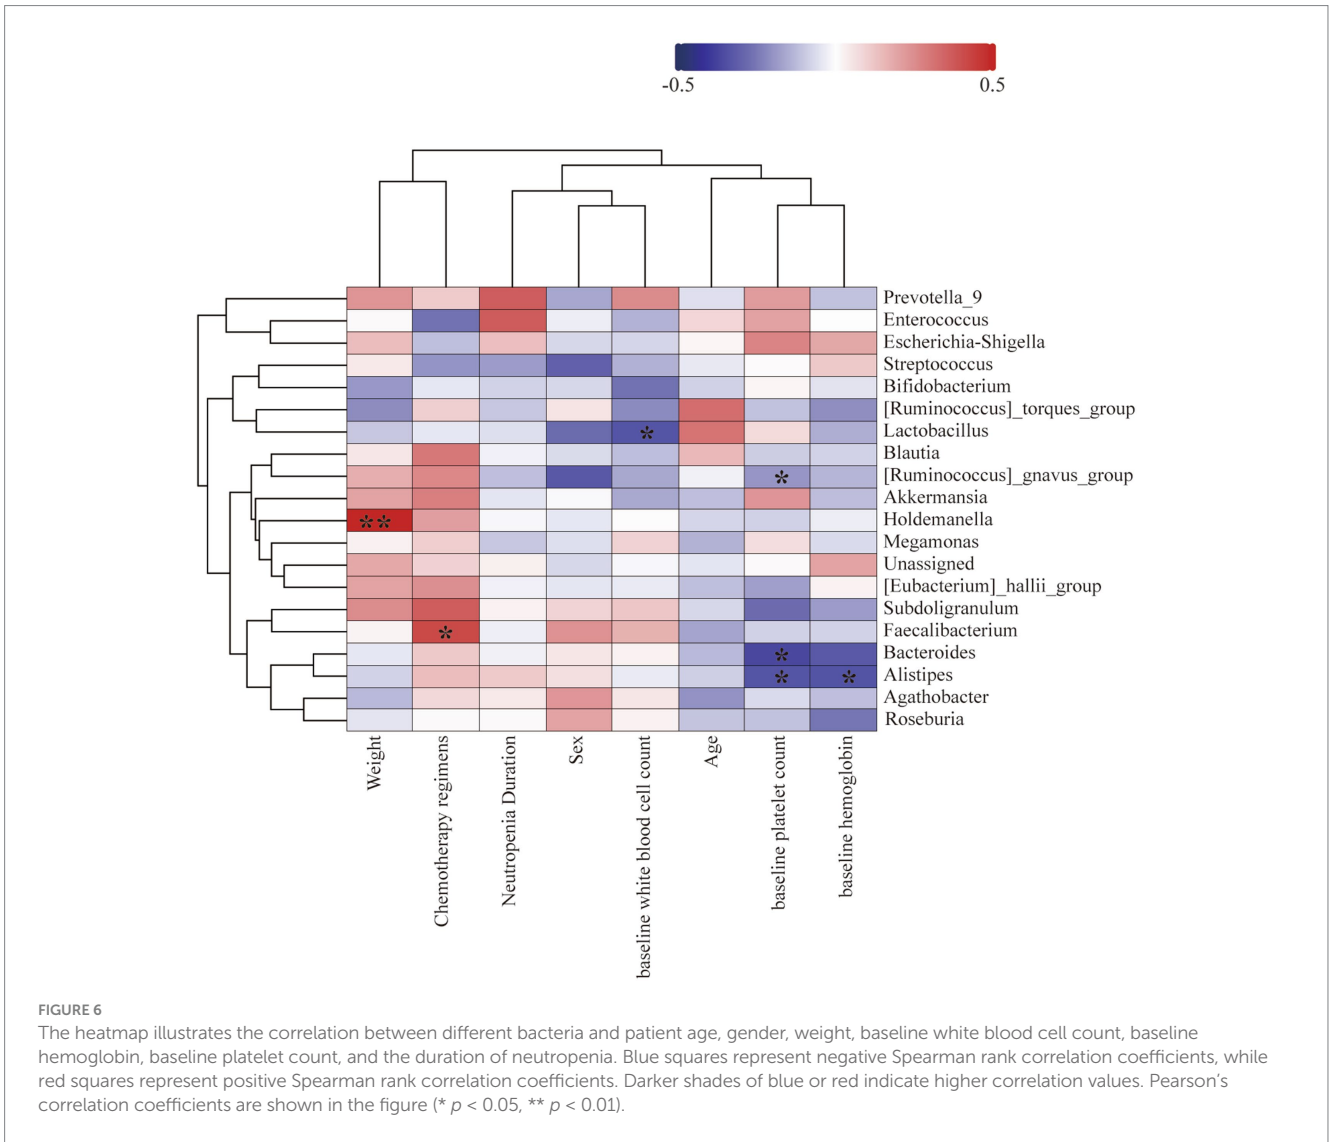 -0.5 0.5
Prevotella_9
Enterococcus
Escherichia-Shigella
Streptococcus
Bifidobacterium
[Ruminococcus]_torques_group
Lactobacillus
*
Blautia
[Ruminococcus]_gnavus_group
*
Akkermansia
Holdemanella
**
Megamonas
Unassigned
[Eubacterium]_hallii_group
Subdoligranulum
Faecalibacterium
*
Bacteroides
*
Alistipes
* *
Agathobacter
Roseburia
Weight
Chemotherapy regimens
Neutropenia Duration
Sex
baseline white blood cell count
Age
baseline platelet count
baseline hemoglobin
FIGURE 6
The heatmap illustrates the correlation between different bacteria and patient age, gender, weight, baseline white blood cell count, baseline
hemoglobin, baseline platelet count, and the duration of neutropenia. Blue squares represent negative Spearman rank correlation coefficients, while
red squares represent positive Spearman rank correlation coefficients. Darker shades of blue or red indicate higher correlation values. Pearson’s
correlation coefficients are shown in the figure (* p < 0.05, ** p < 0.01).